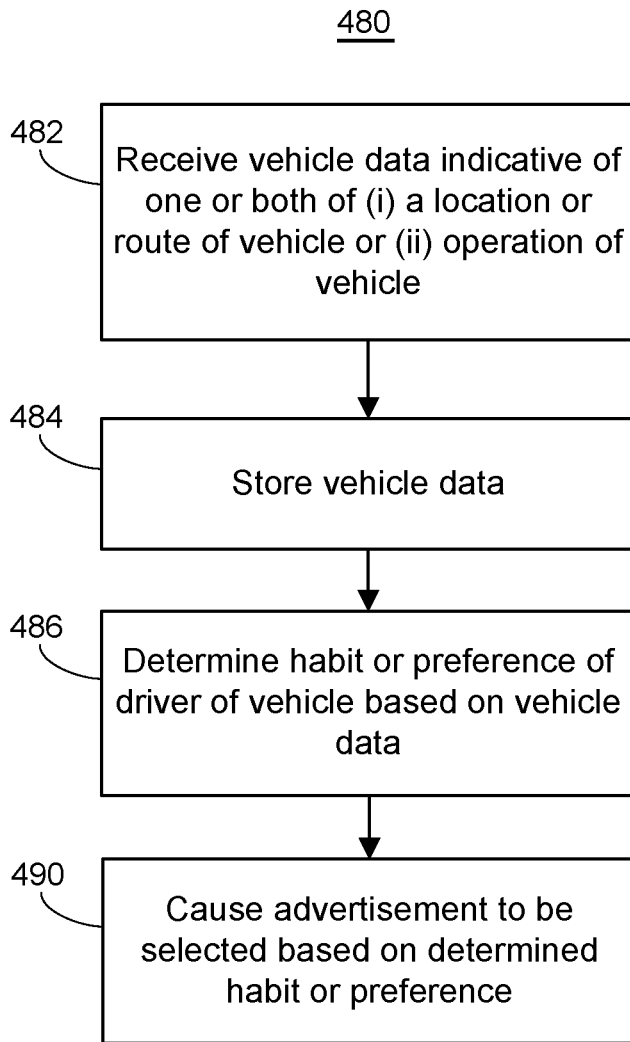 480
482
Receive vehicle data indicative of
one or both of (i) a location or
route of vehicle or (ii) operation of
vehicle
484
Store vehicle data
486
Determine habit or preference of
driver of vehicle based on vehicle
data
490
Cause advertisement to be
selected based on determined
habit or preference